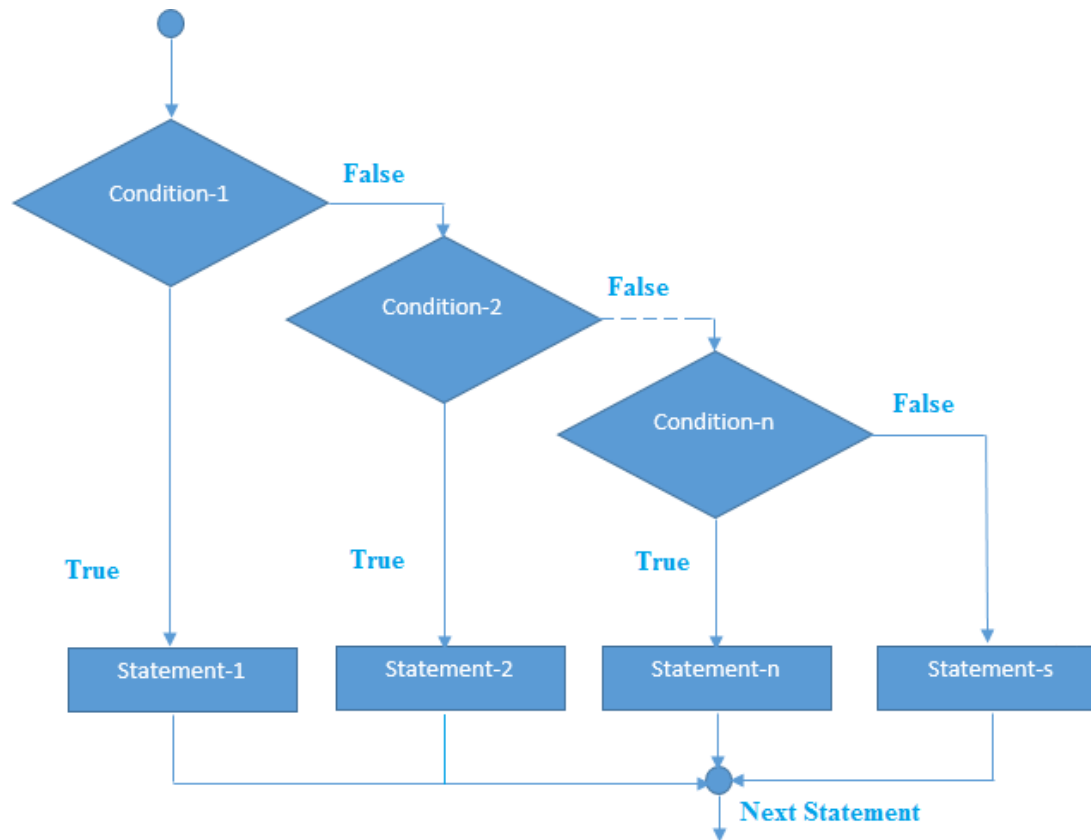 Condition-1
False
Condition-2
False
Condition-n
False
True
True
True
Statement-1
Statement-2
Statement-n
Statement-s
Next Statement